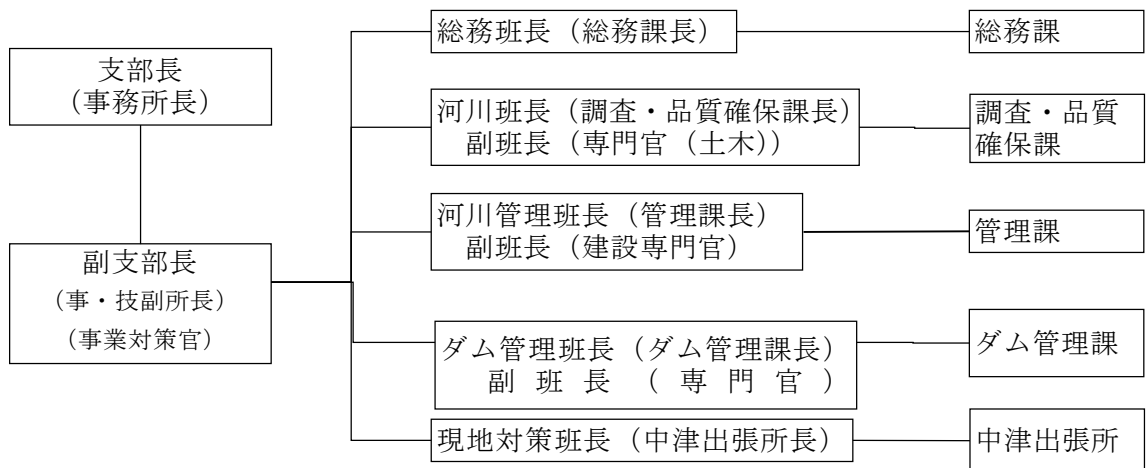 支部長
（事務所長）
副支部長
（事・技副所長）
（事業対策官）
総務班長（総務課長）
総務課
河川班長（調査・品質確保課長）
副班長（専門官（土木））
調査・品質
確保課
河川管理班長（管理課長）
副班長（建設専門官）
管理課
ダム管理班長（ダム管理課長）
副班長（専門官）
ダム管理課
現地対策班長（中津出張所長）
中津出張所